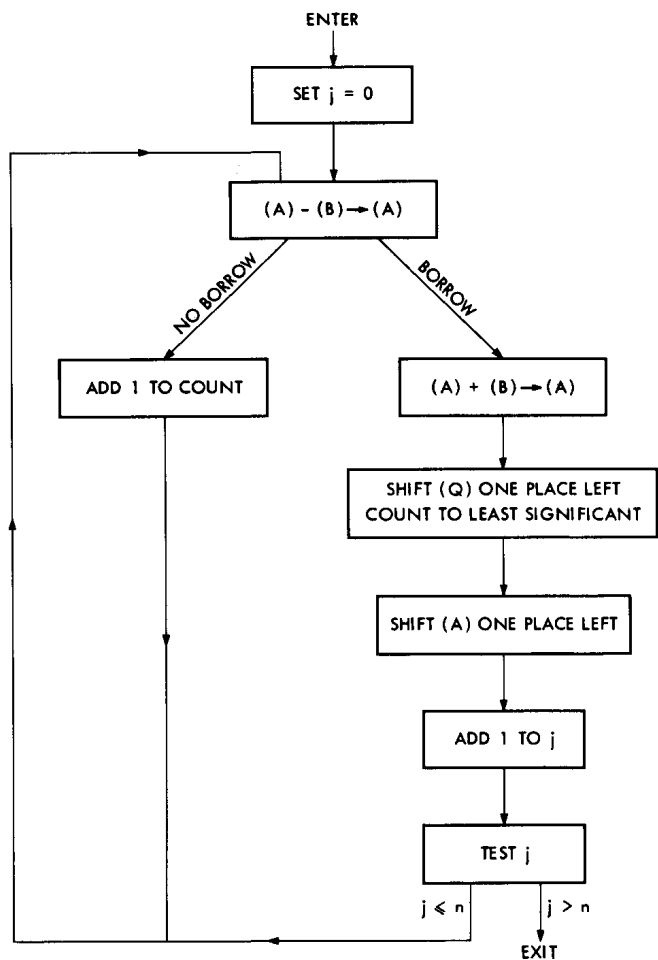 ENTER
SET j = 0
(A) - (B) → (A)
NO BORROW
BORROW
ADD 1 TO COUNT
(A) + (B) → (A)
SHIFT (Q) ONE PLACE LEFT
COUNT TO LEAST SIGNIFICANT
SHIFT (A) ONE PLACE LEFT
ADD 1 TO j
TEST j
j ⩽ n
j > n
EXIT